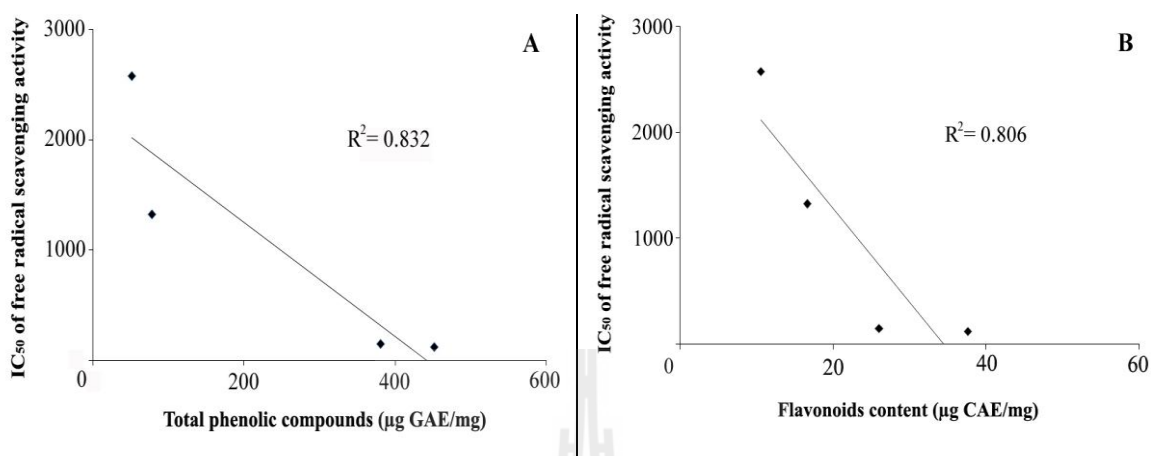 IC₅₀ of free radical scavenging activity
3000
2000
1000
0
200
400
600
A
R²= 0.832
Total phenolic compounds (µg GAE/mg)
IC₅₀ of free radical scavenging activity
3000
2000
1000
0
20
40
60
B
R²= 0.806
Flavonoids content (µg CAE/mg)